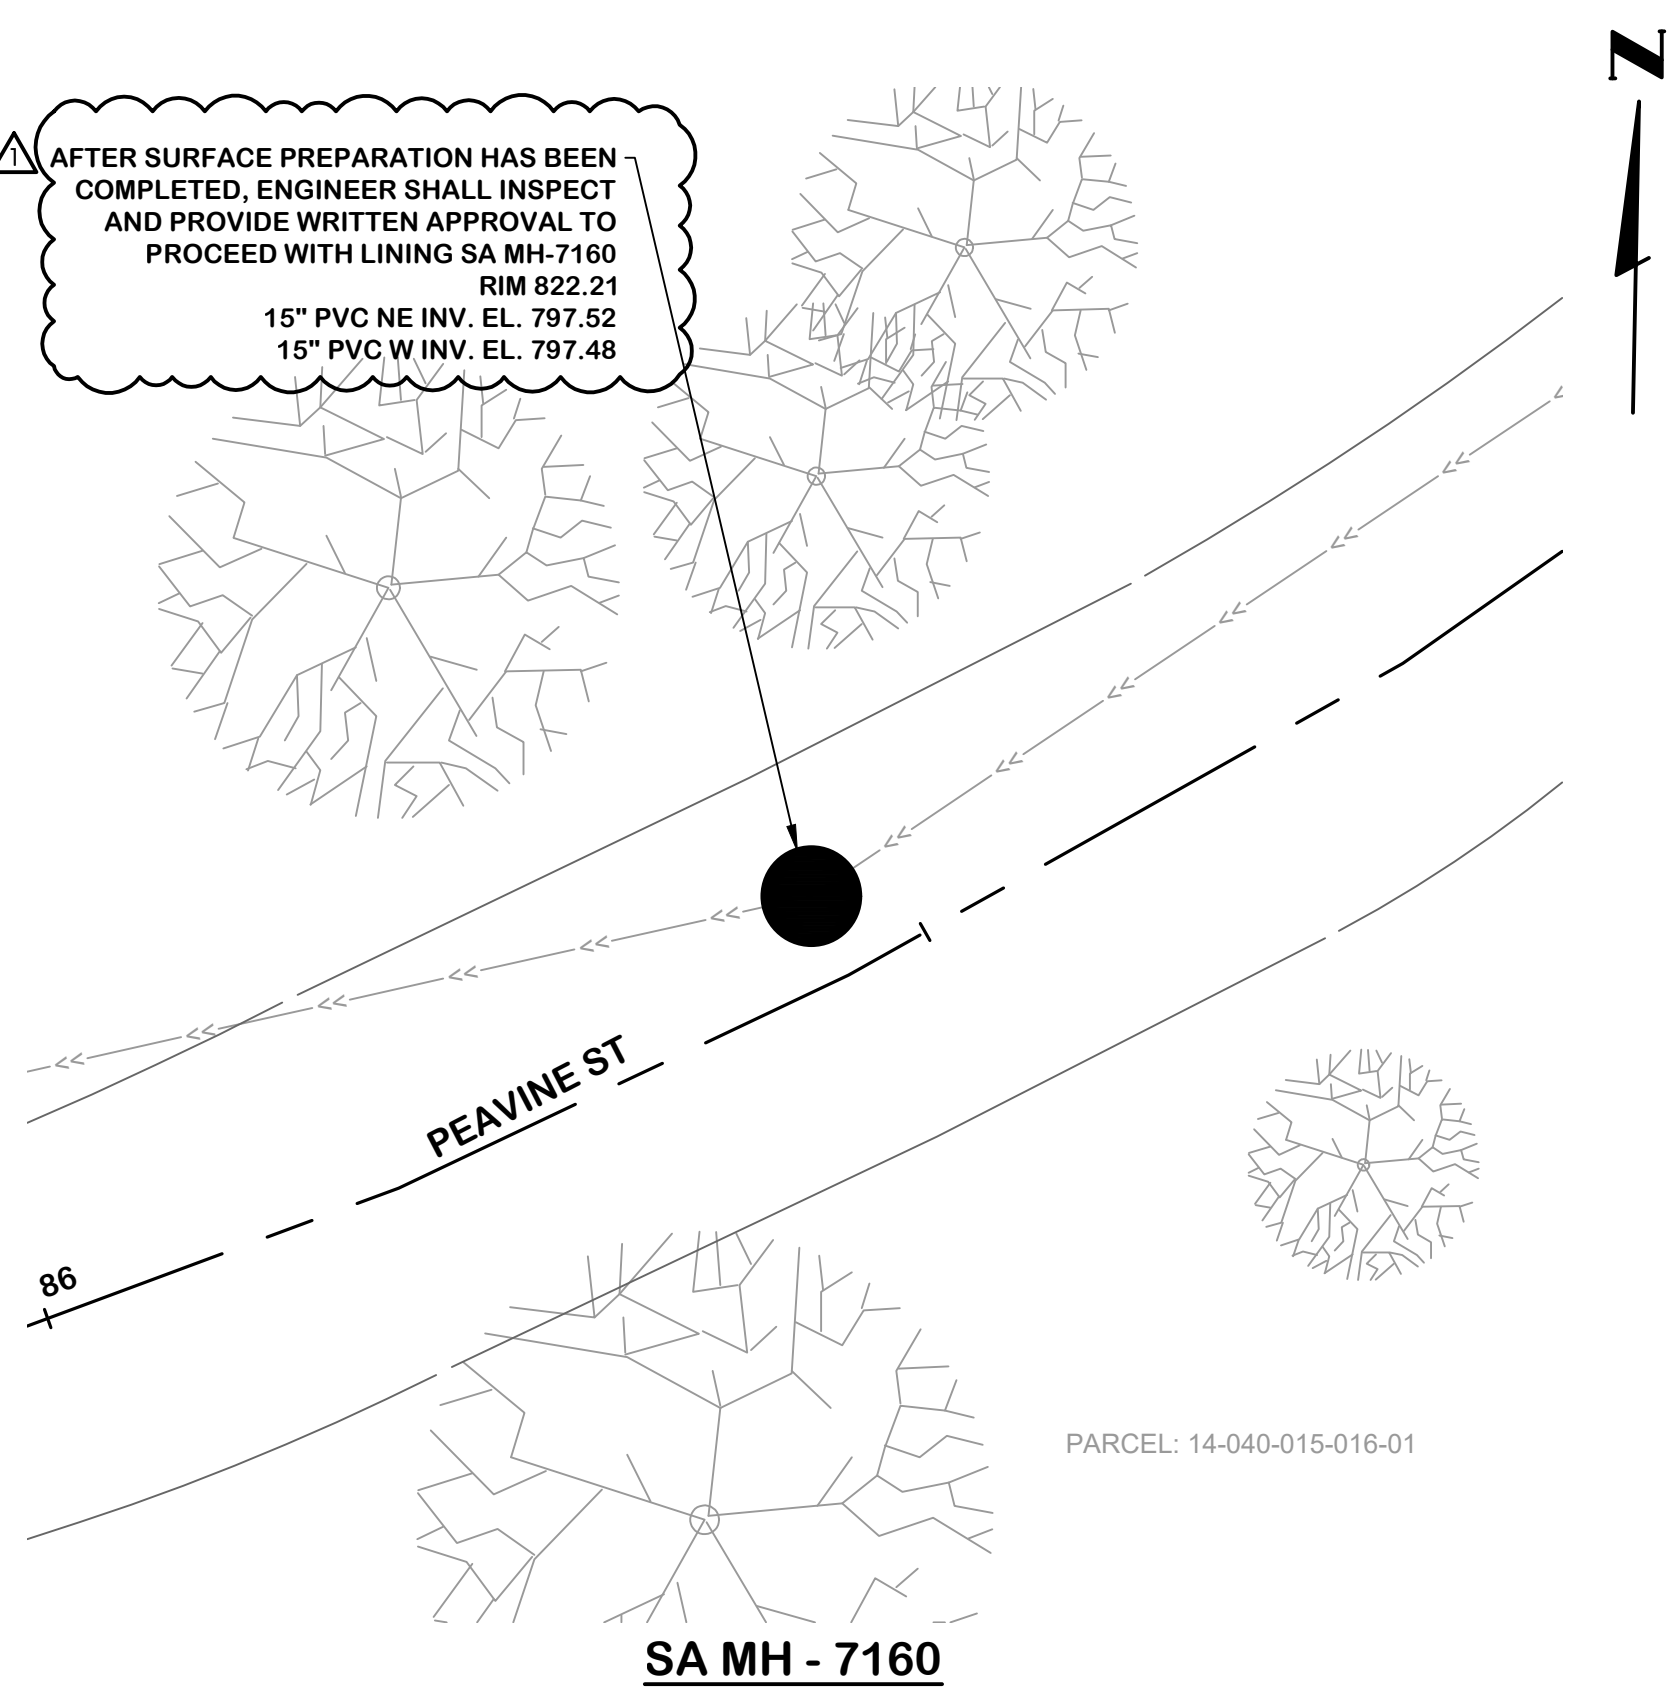 N
1
AFTER SURFACE PREPARATION HAS BEEN
COMPLETED, ENGINEER SHALL INSPECT
AND PROVIDE WRITTEN APPROVAL TO
PROCEED WITH LINING SA MH-7160
RIM 822.21
15" PVC NE INV. EL. 797.52
15" PVC W INV. EL. 797.48
PEAVINE ST
86
PARCEL: 14-040-015-016-01
SA MH - 7160